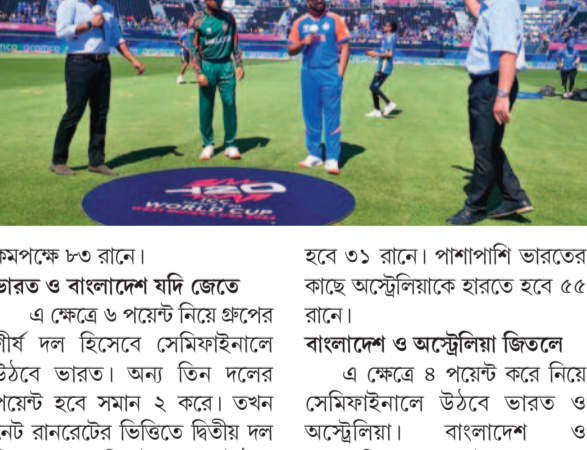 aramco
T20
WORLD CUP
৮৩ রানে।
ভারত ও বাংলাদেশ যদি জেতে
এ ক্ষেত্রে ৬ পয়েন্ট নিয়ে গ্রুপের
শীর্ষ দল হিসেবে সেমিফাইনালে
উঠবে ভারত। অন্য তিন দলের
পয়েন্ট হবে সমান ২ করে। তখন
নেট রানরেটের ভিত্তিতে দ্বিতীয় দল
হবে ৩১ রানে। পাশাপাশি ভারতের
কাছে অস্ট্রেলিয়াকে হারতে হবে ৫৫
রানে।
বাংলাদেশ ও অস্ট্রেলিয়া জিতলে
এ ক্ষেত্রে ৪ পয়েন্ট করে নিয়ে
সেমিফাইনালে উঠবে ভারত ও
অস্ট্রেলিয়া। বাংলাদেশ ও